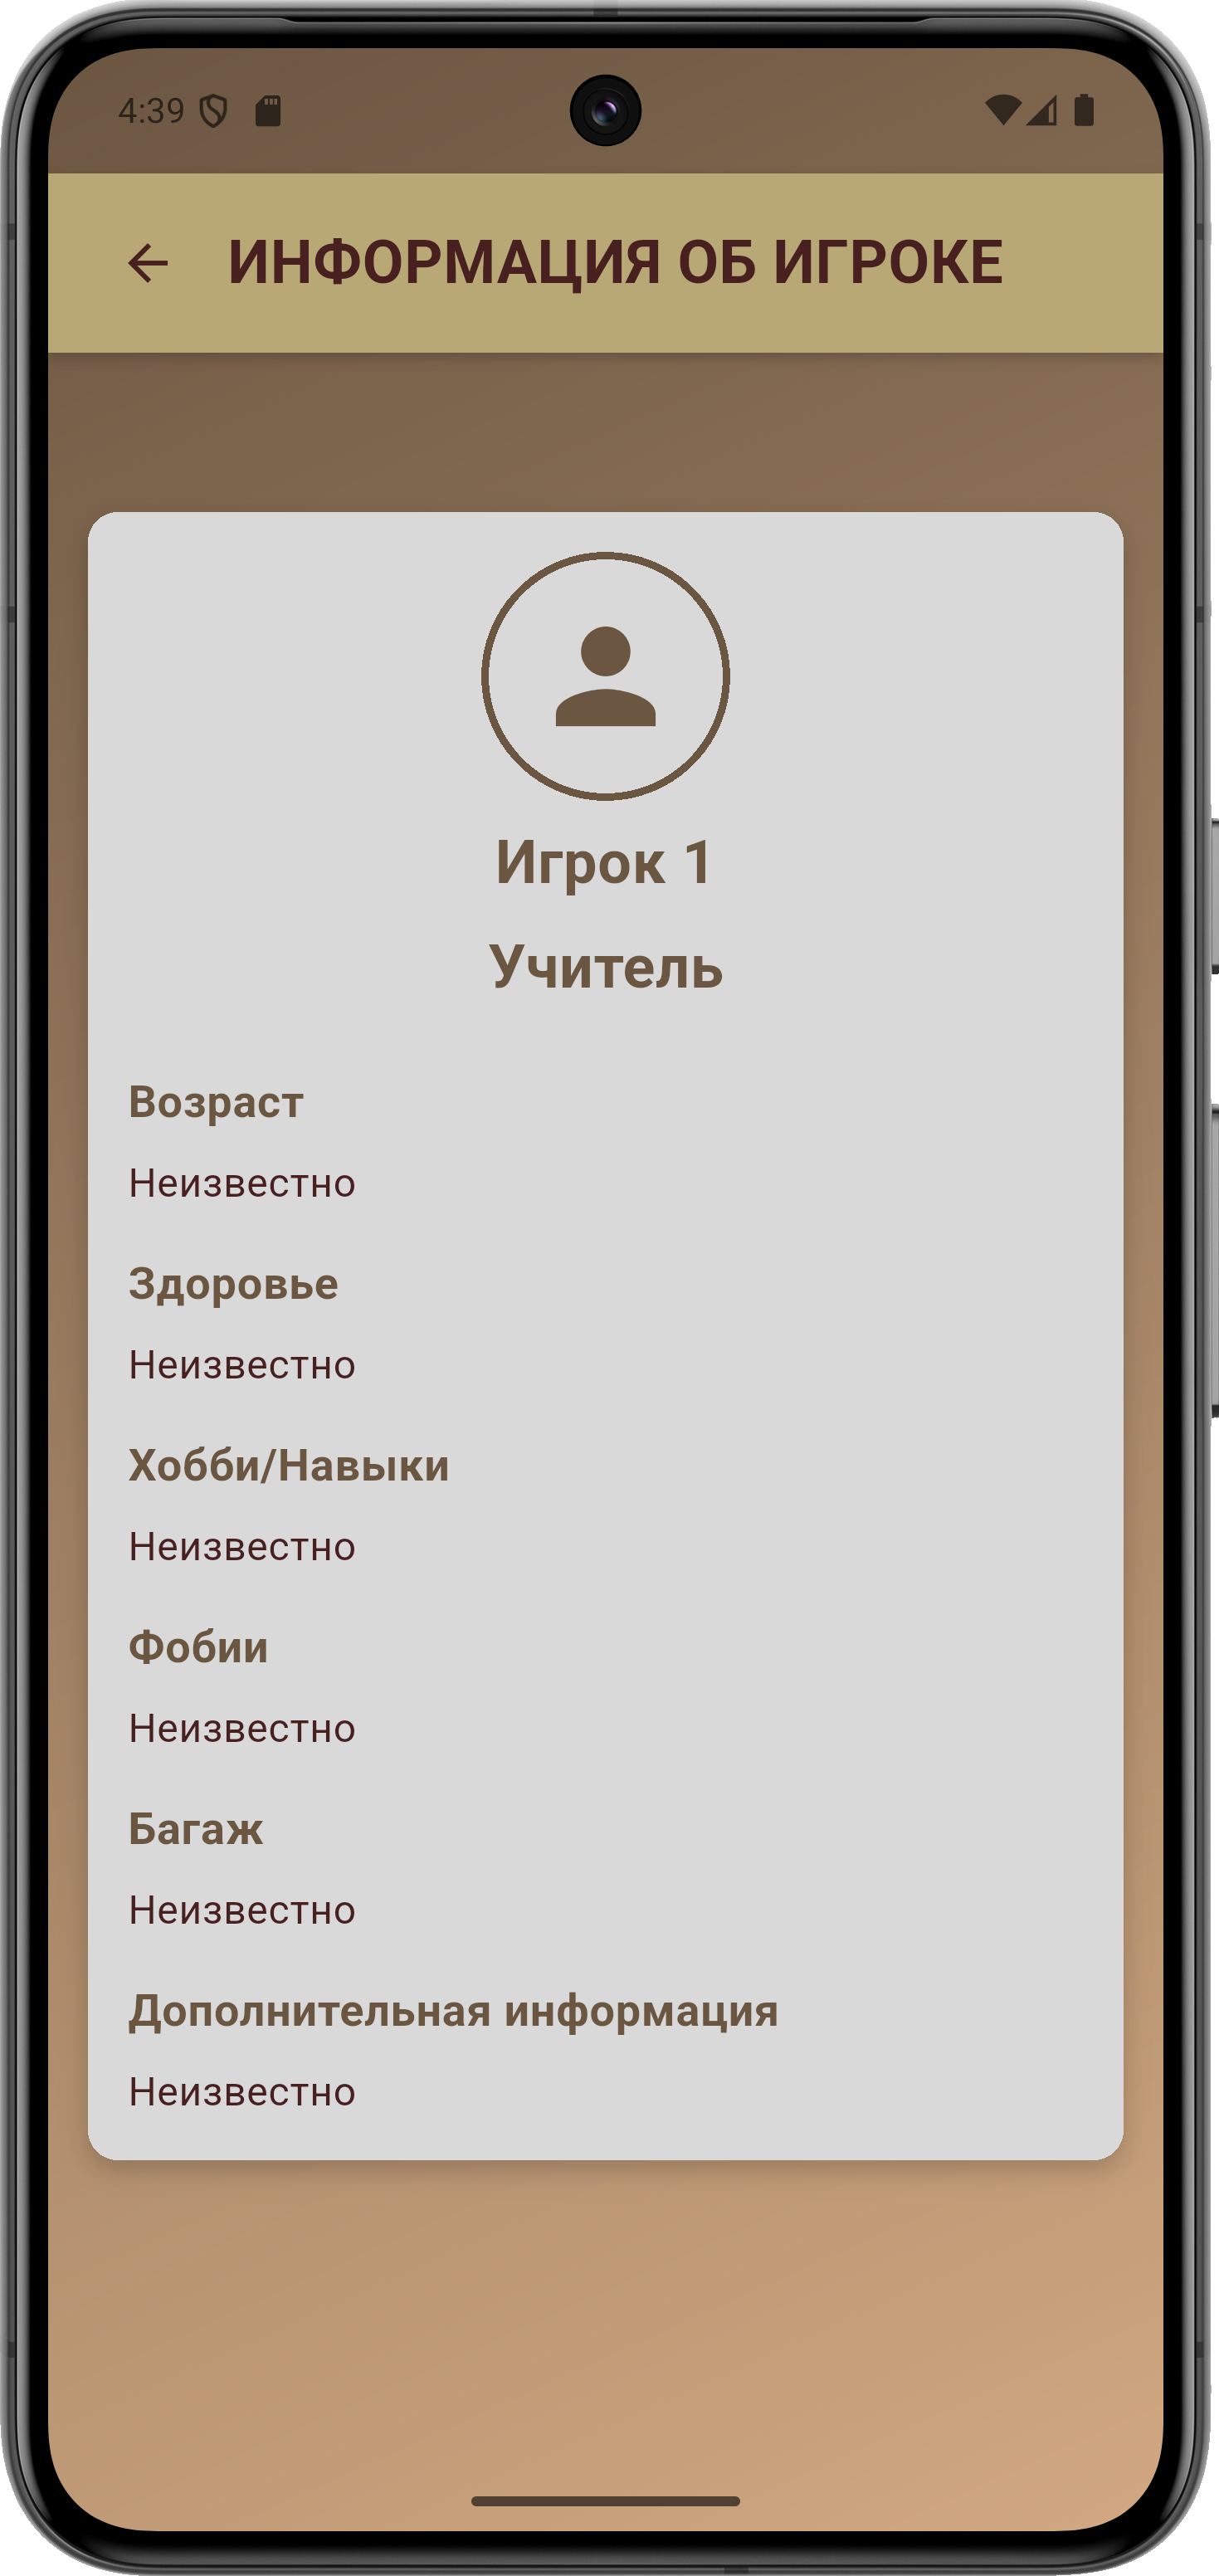 4:39
ИНФОРМАЦИЯ ОБ ИГРОКЕ
Игрок 1
Учитель
Возраст
Неизвестно
Здоровье
Неизвестно
Хобби/Навыки
Неизвестно
Фобии
Неизвестно
Багаж
Неизвестно
Дополнительная информация
Неизвестно